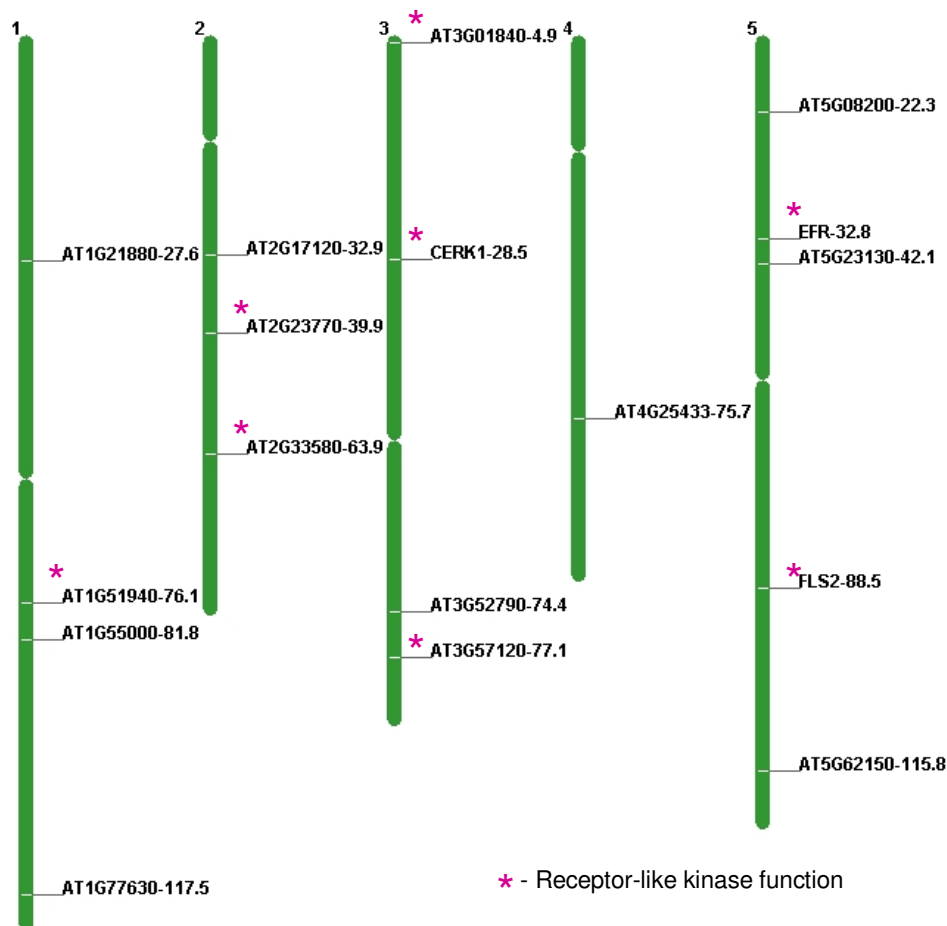 1
2
3
4
5
AT3G01840-4.9
AT5G08200-22.3
EFR-32.8
AT1G21880-27.6
AT2G17120-32.9
CERK1-28.5
AT5G23130-42.1
AT2G23770-39.9
AT4G25433-75.7
AT2G33580-63.9
FLS2-88.5
AT1G51940-76.1
AT3G52790-74.4
AT1G55000-81.8
AT3G57120-77.1
AT5G62150-115.8
AT1G77630-117.5
* - Receptor-like kinase function